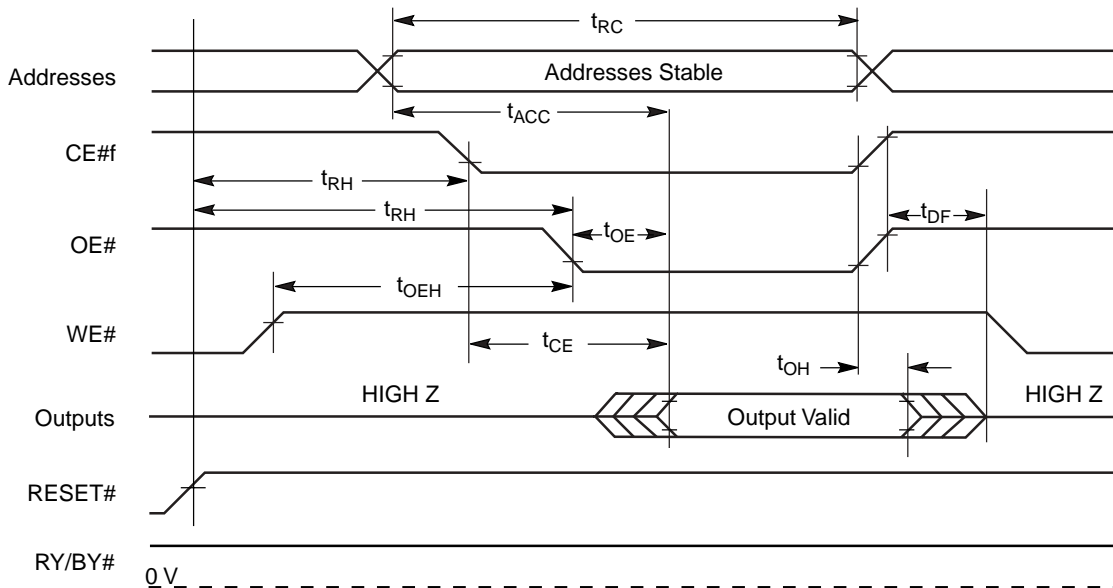 tRC
Addresses
Addresses Stable
tACC
CE#f
tRH
tRH
tDF
OE#
tOE
tOEH
WE#
tCE
tOH
HIGH Z
HIGH Z
Outputs
Output Valid
RESET#
RY/BY#
0 V